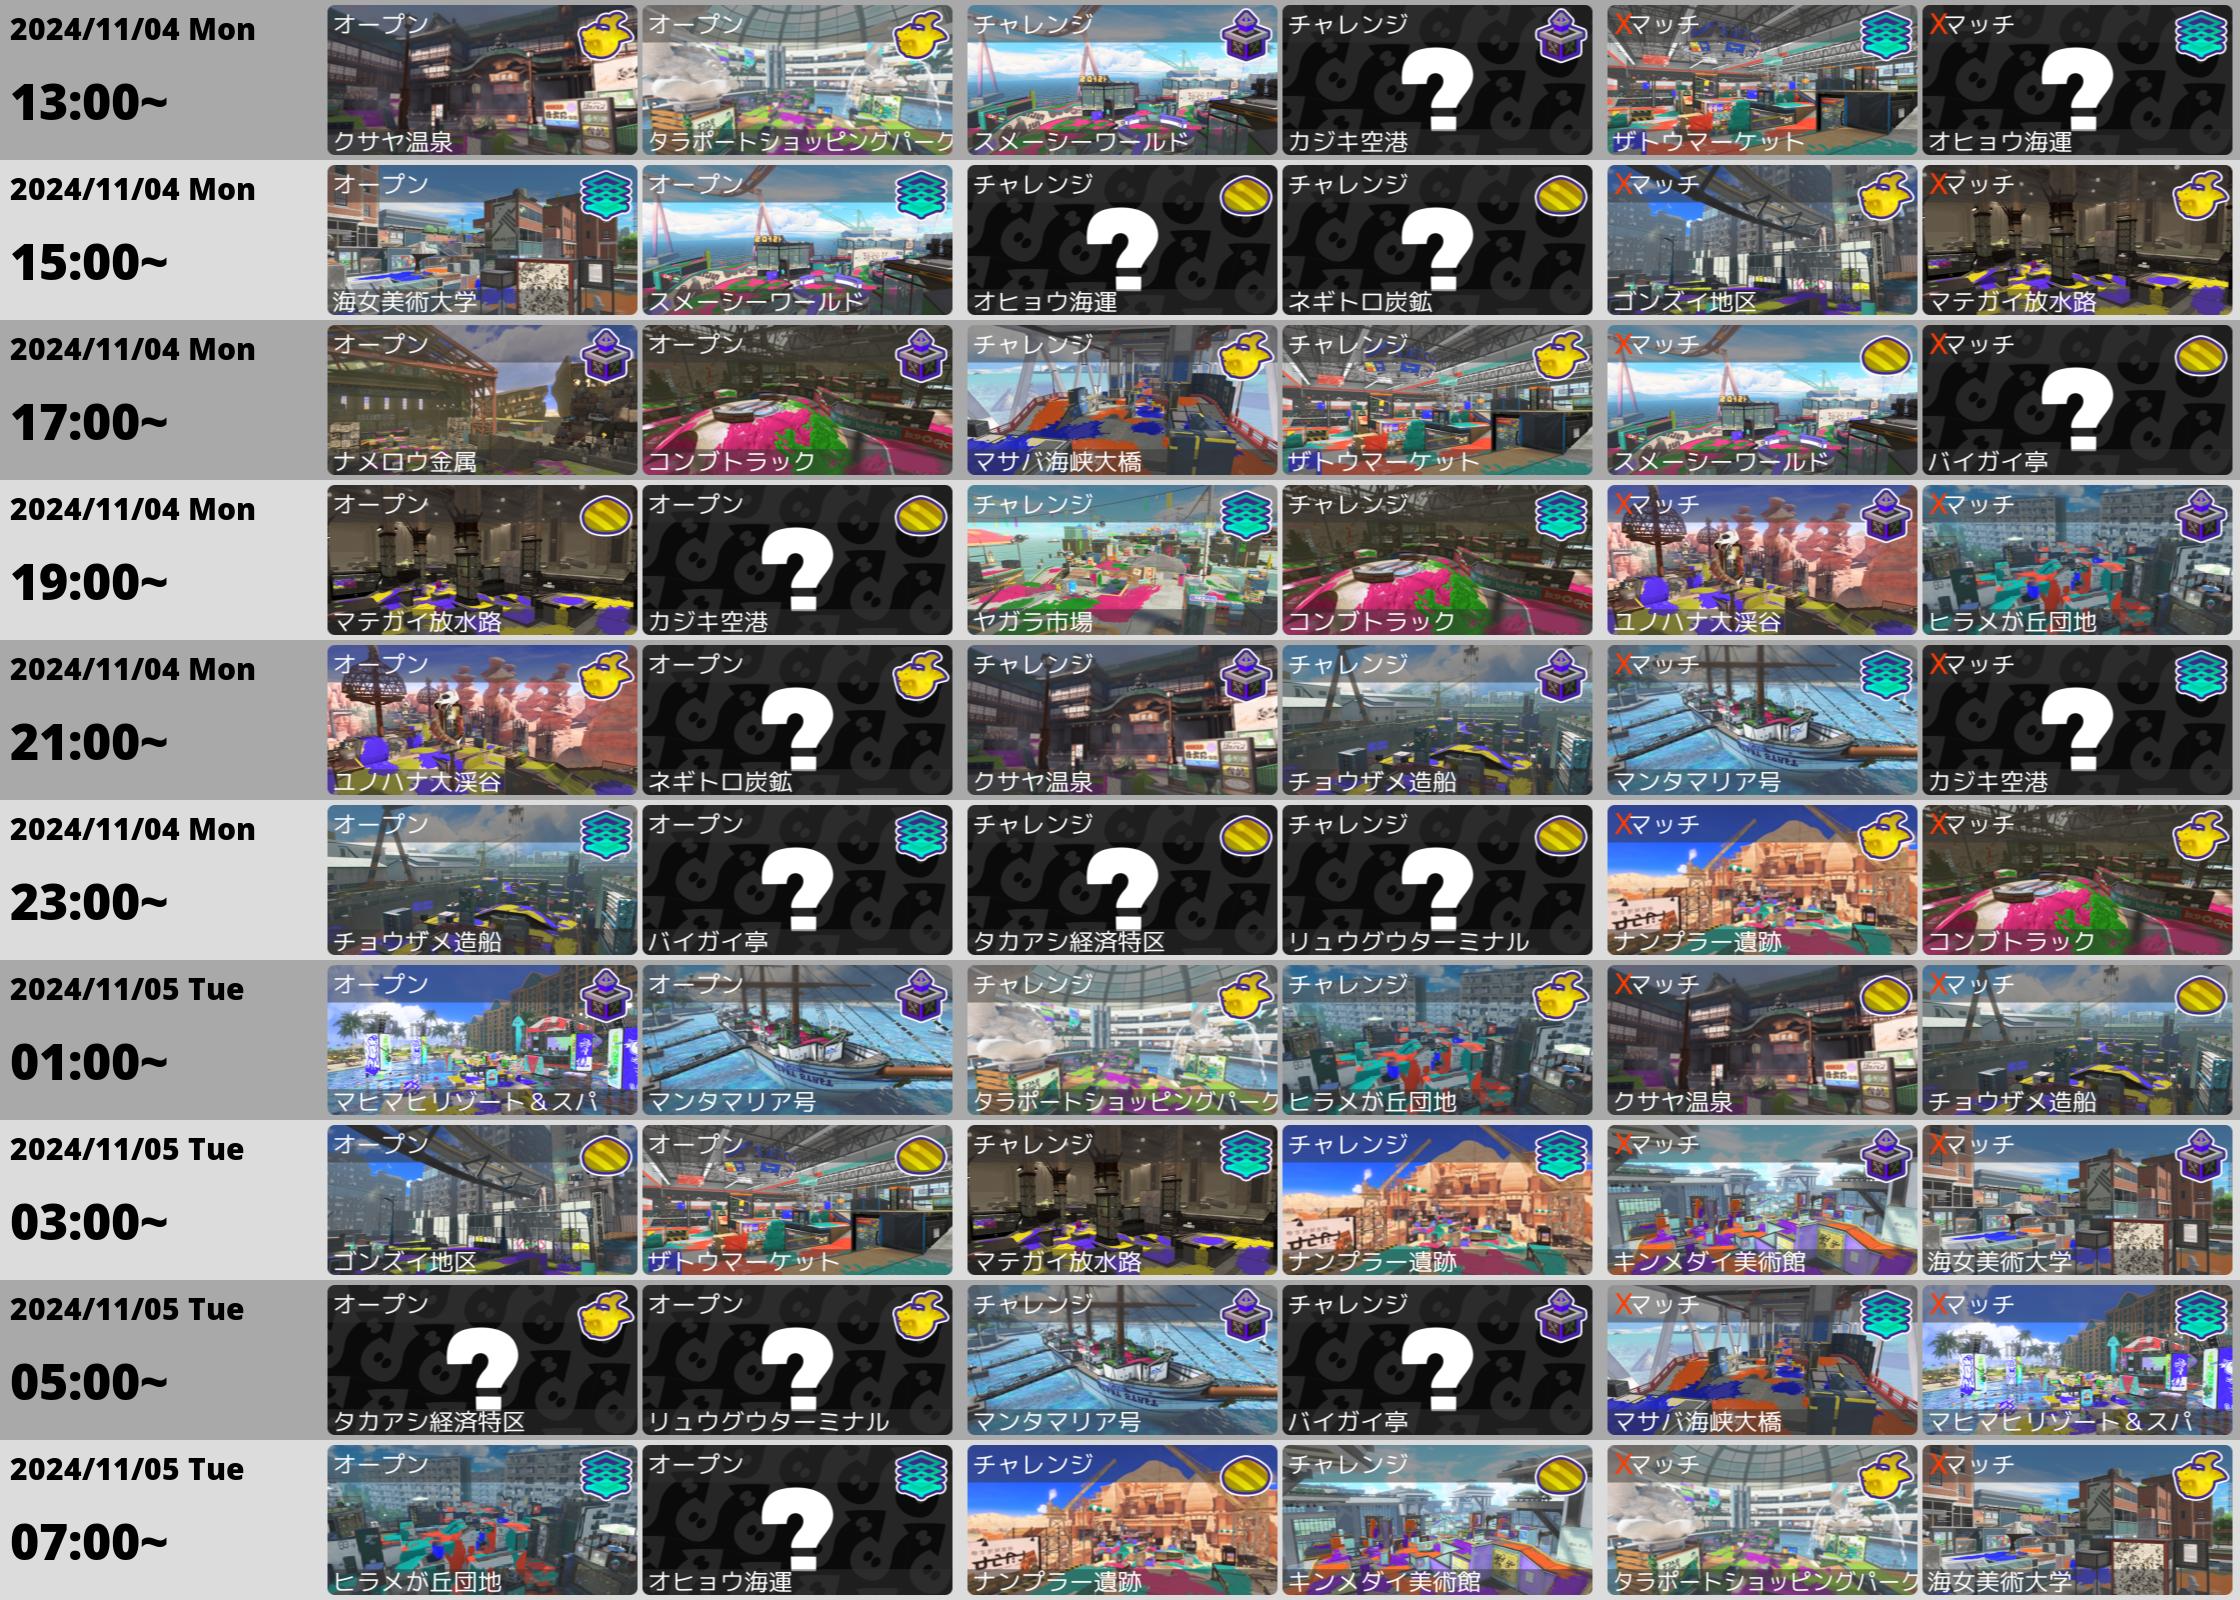 2024/11/04 Mon
13:00~
オープン
クサヤ温泉
オープン
タラポートショッピングパーク
チャレンジ
スメーシーワールド
チャレンジ
?
カジキ空港
Xマッチ
ザトウマーケット
Xマッチ
?
オヒョウ海運
2024/11/04 Mon
15:00~
オープン
海女美術大学
オープン
スメーシーワールド
チャレンジ
?
オヒョウ海運
チャレンジ
?
ネギトロ炭鉱
Xマッチ
ゴンズイ地区
Xマッチ
マテガイ放水路
2024/11/04 Mon
17:00~
オープン
ナメロウ金属
オープン
コンブトラック
チャレンジ
マサバ海峡大橋
チャレンジ
ザトウマーケット
Xマッチ
スメーシーワールド
Xマッチ
?
バイガイ亭
2024/11/04 Mon
19:00~
オープン
マテガイ放水路
オープン
?
カジキ空港
チャレンジ
ヤガラ市場
チャレンジ
コンブトラック
Xマッチ
ユノハナ大渓谷
Xマッチ
ヒラメが丘団地
2024/11/04 Mon
21:00~
オープン
ユノハナ大渓谷
オープン
?
ネギトロ炭鉱
チャレンジ
クサヤ温泉
チャレンジ
チョウザメ造船
Xマッチ
マンタマリア号
Xマッチ
?
カジキ空港
2024/11/04 Mon
23:00~
オープン
チョウザメ造船
オープン
?
バイガイ亭
チャレンジ
?
タカアシ経済特区
チャレンジ
?
リュウグウターミナル
Xマッチ
ナンプラー遺跡
Xマッチ
コンブトラック
2024/11/05 Tue
01:00~
オープン
マヒマヒリゾート＆スパ
オープン
マンタマリア号
チャレンジ
タラポートショッピングパーク
チャレンジ
ヒラメが丘団地
Xマッチ
クサヤ温泉
Xマッチ
チョウザメ造船
2024/11/05 Tue
03:00~
オープン
ゴンズイ地区
オープン
ザトウマーケット
チャレンジ
マテガイ放水路
チャレンジ
ナンプラー遺跡
Xマッチ
キンメダイ美術館
Xマッチ
海女美術大学
2024/11/05 Tue
05:00~
オープン
?
タカアシ経済特区
オープン
?
リュウグウターミナル
チャレンジ
マンタマリア号
チャレンジ
?
バイガイ亭
Xマッチ
マサバ海峡大橋
Xマッチ
マヒマヒリゾート＆スパ
2024/11/05 Tue
07:00~
オープン
ヒラメが丘団地
オープン
?
オヒョウ海運
チャレンジ
ナンプラー遺跡
チャレンジ
キンメダイ美術館
Xマッチ
タラポートショッピングパーク
Xマッチ
海女美術大学